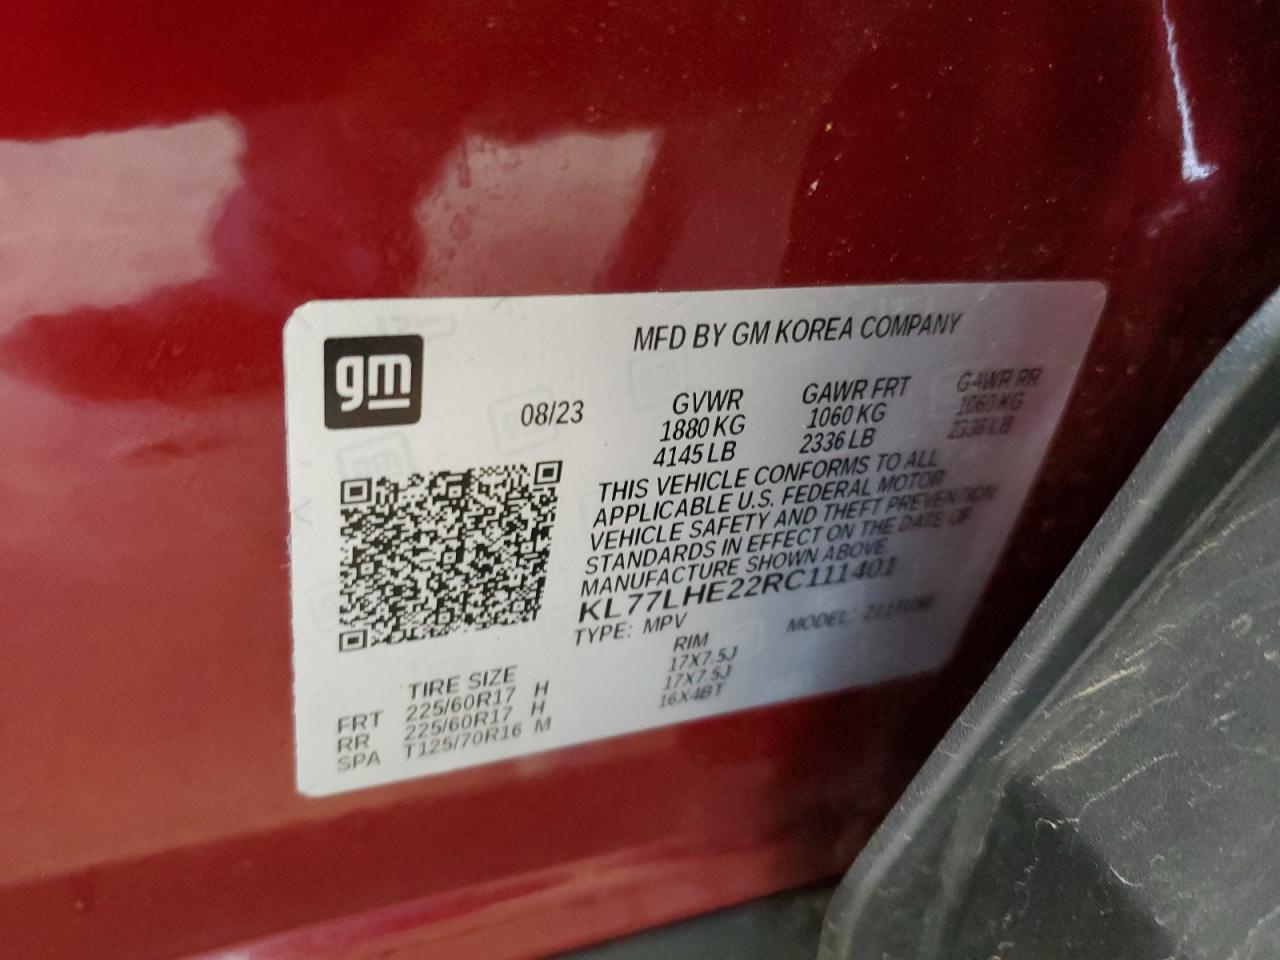 gm
MFD BY GM KOREA COMPANY
08/23
GVWR GAWR FRT GAWR RR
1880 KG 1060 KG 1060 KG
4145 LB 2336 LB 2336 LB
THIS VEHICLE CONFORMS TO ALL
APPLICABLE U.S. FEDERAL MOTOR
VEHICLE SAFETY AND THEFT PREVENTION
STANDARDS IN EFFECT ON THE DATE OF
MANUFACTURE SHOWN ABOVE.
KL77LHE22RC111401
TYPE: MPV MODEL:
TIRE SIZE RIM
FRT 225/60R17 H 17X7.5J
RR 225/60R17 H 17X7.5J
SPA T125/70R16 M 16X4BT